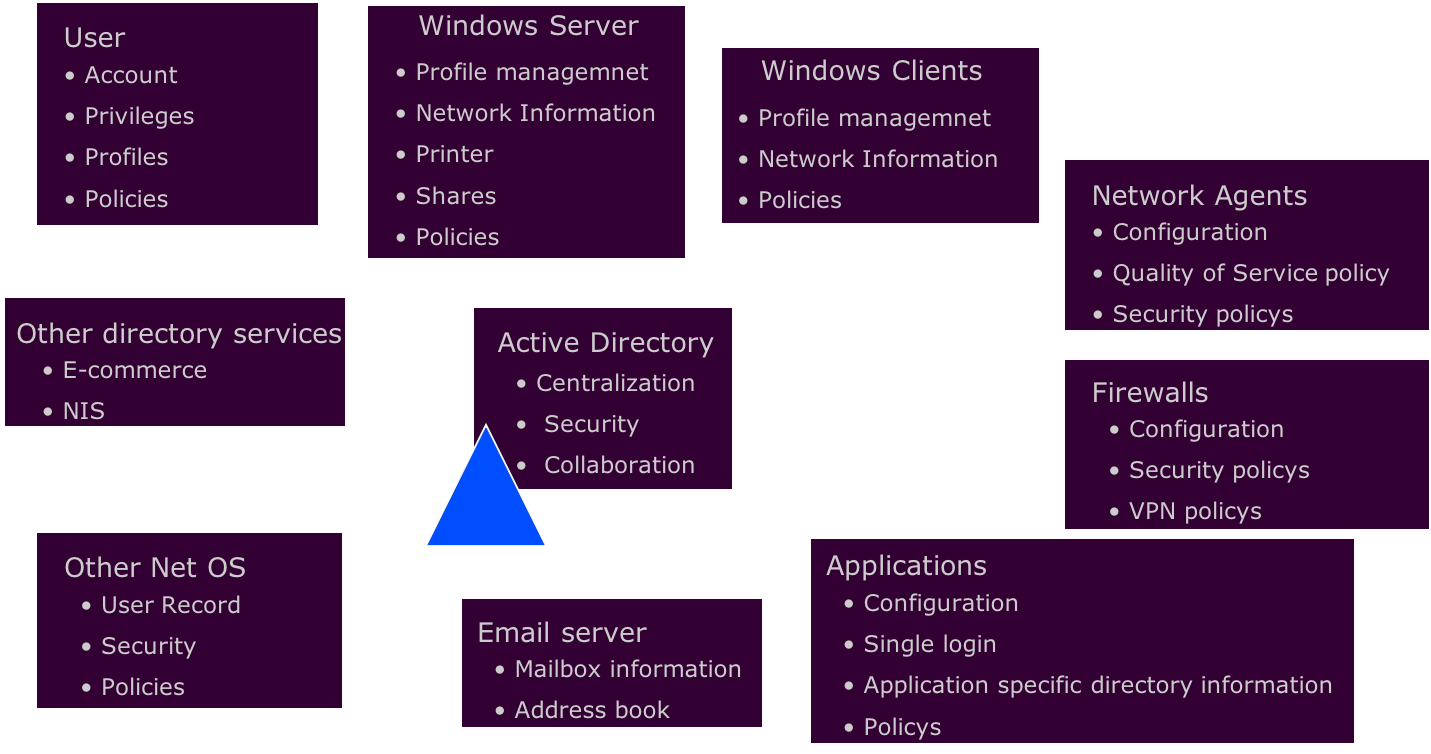 User
• Account
• Privileges
• Profiles
• Policies
Windows Server
• Profile managemnet
• Network Information
• Printer
• Shares
• Policies
Windows Clients
• Profile managemnet
• Network Information
• Policies
Network Agents
• Configuration
• Quality of Service policy
• Security policys
Other directory services
• E-commerce
• NIS
Active Directory
• Centralization
• Security
• Collaboration
Firewalls
• Configuration
• Security policys
• VPN policys
Other Net OS
• User Record
• Security
• Policies
Email server
• Mailbox information
• Address book
Applications
• Configuration
• Single login
• Application specific directory information
• Policys